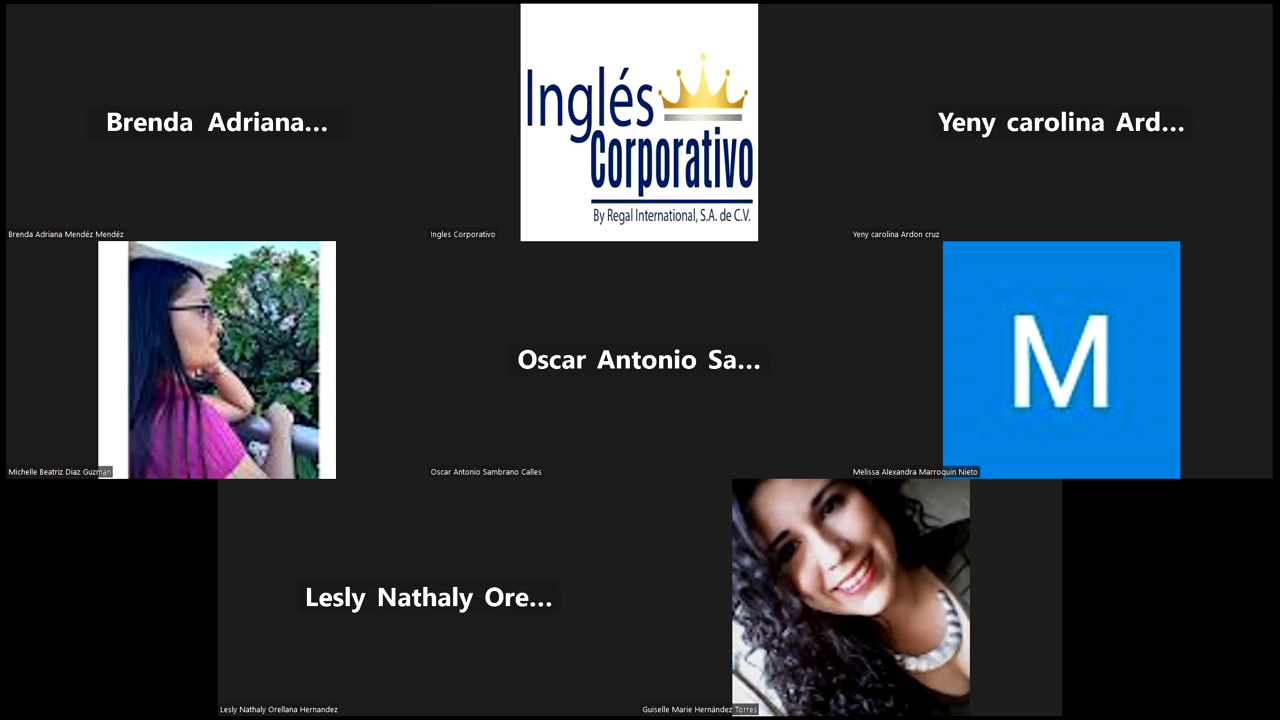 Brenda Adriana...
Brenda Adriana Mendéz Mendéz
Inglés
Corporativo
By Regal International, S.A. de C.V.
Ingles Corporativo
Yeny carolina Ard...
Yeny carolina Ardon cruz
Michelle Beatriz Diaz Guzmán
Oscar Antonio Sa...
Oscar Antonio Sambrano Calles
M
Melissa Alexandra Marroquin Nieto
Lesly Nathaly Ore...
Lesly Nathaly Orellana Hernandez
Guiselle Marie Hernández Torres